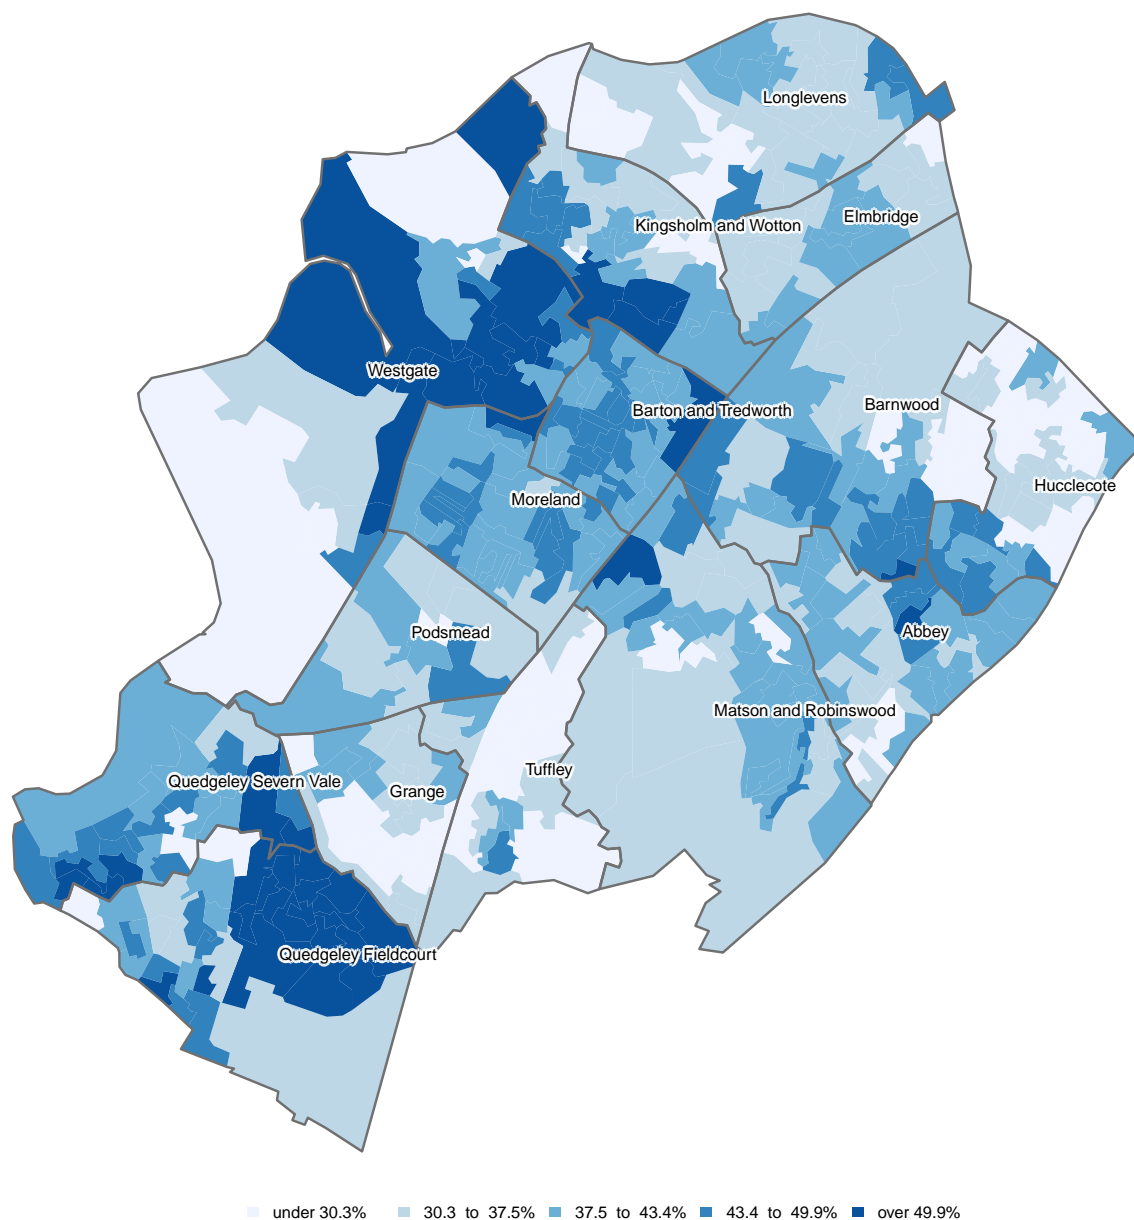 Longlevens
Elmbridge
Kingsholm and Wotton
Westgate
Barton and Tredworth
Barnwood
Hucclecote
Moreland
Podsmead
Abbey
Matson and Robinswood
Tuffley
Quedgeley Severn Vale
Grange
Quedgeley Fieldcourt
under 30.3% 30.3 to 37.5% 37.5 to 43.4% 43.4 to 49.9% over 49.9%